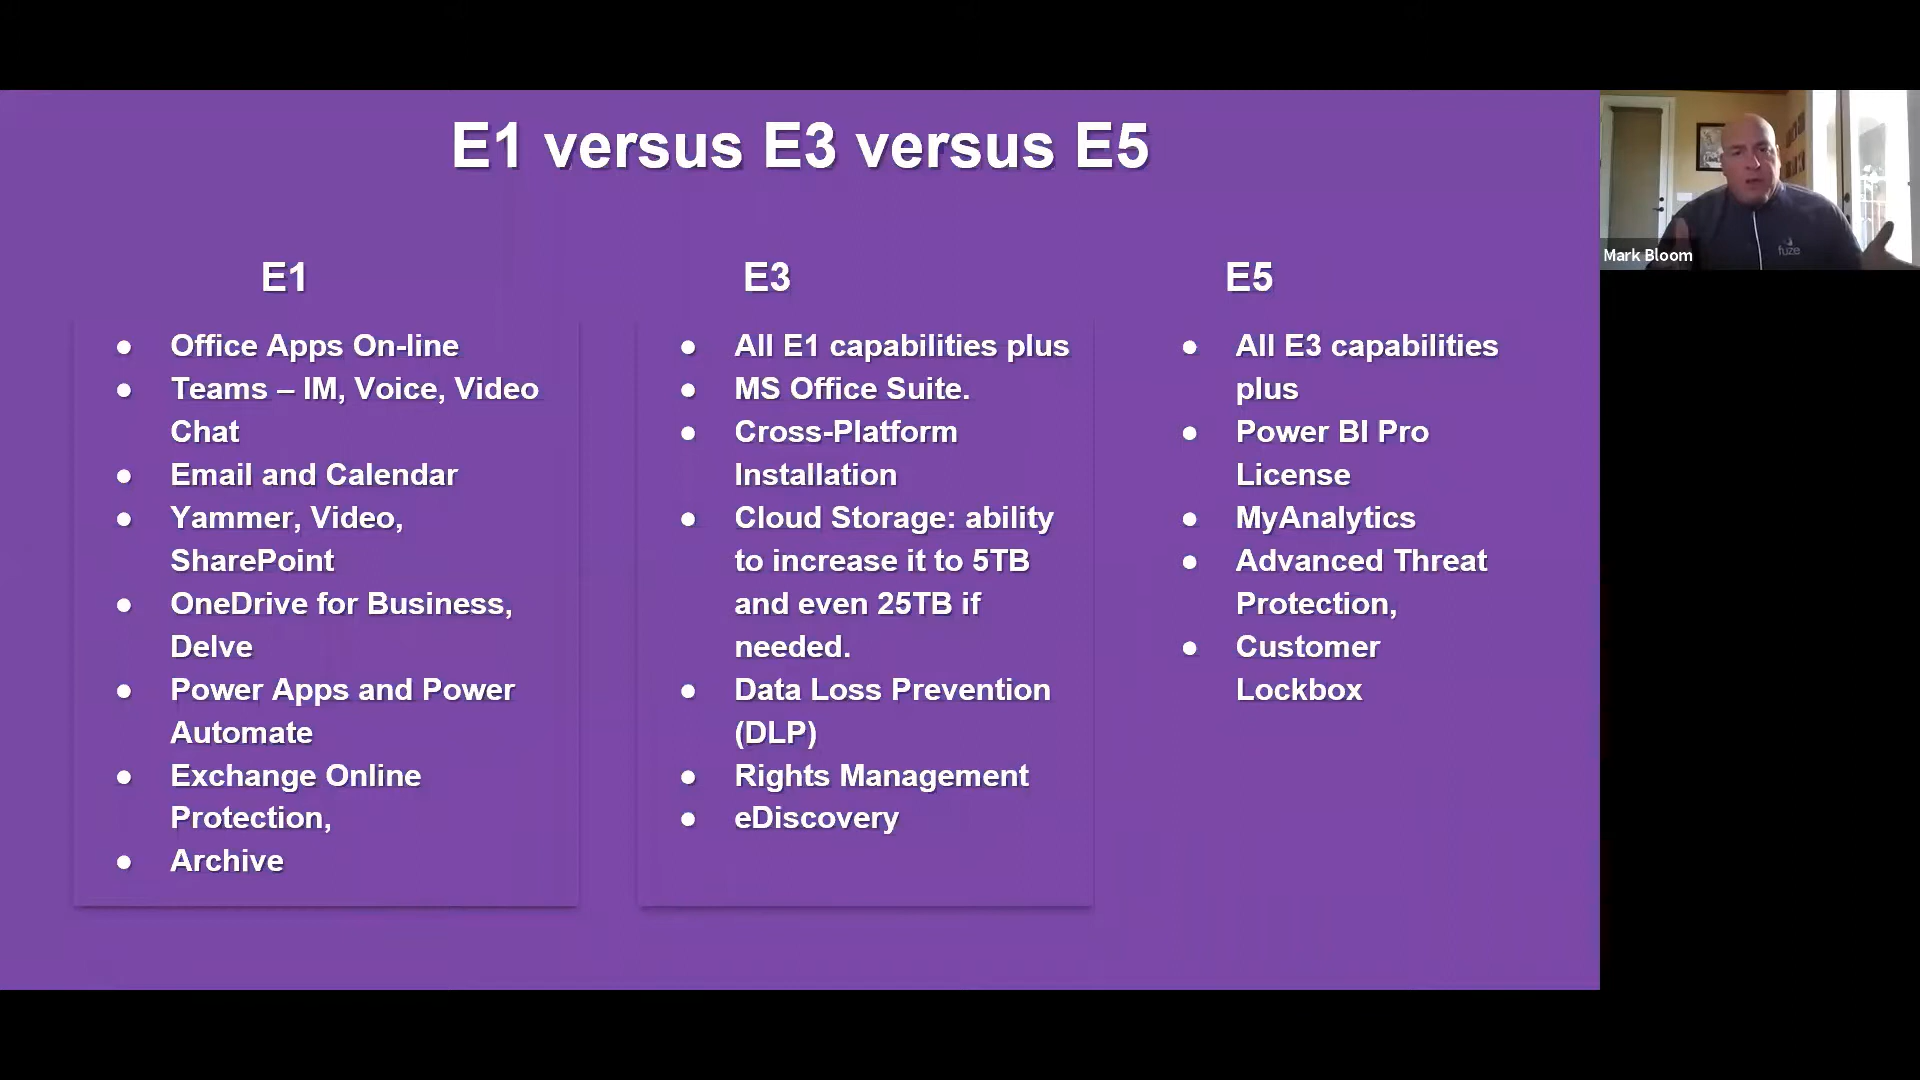 E1 versus E3 versus E5
E1
● Office Apps On-line
● Teams – IM, Voice, Video
Chat
● Email and Calendar
● Yammer, Video,
SharePoint
● OneDrive for Business,
Delve
● Power Apps and Power
Automate
● Exchange Online
Protection,
● Archive
E3
● All E1 capabilities plus
● MS Office Suite.
● Cross-Platform
Installation
● Cloud Storage: ability
to increase it to 5TB
and even 25TB if
needed.
● Data Loss Prevention
(DLP)
● Rights Management
● eDiscovery
E5
● All E3 capabilities
plus
● Power BI Pro
License
● MyAnalytics
● Advanced Threat
Protection,
● Customer
Lockbox
fuze
Mark Bloom